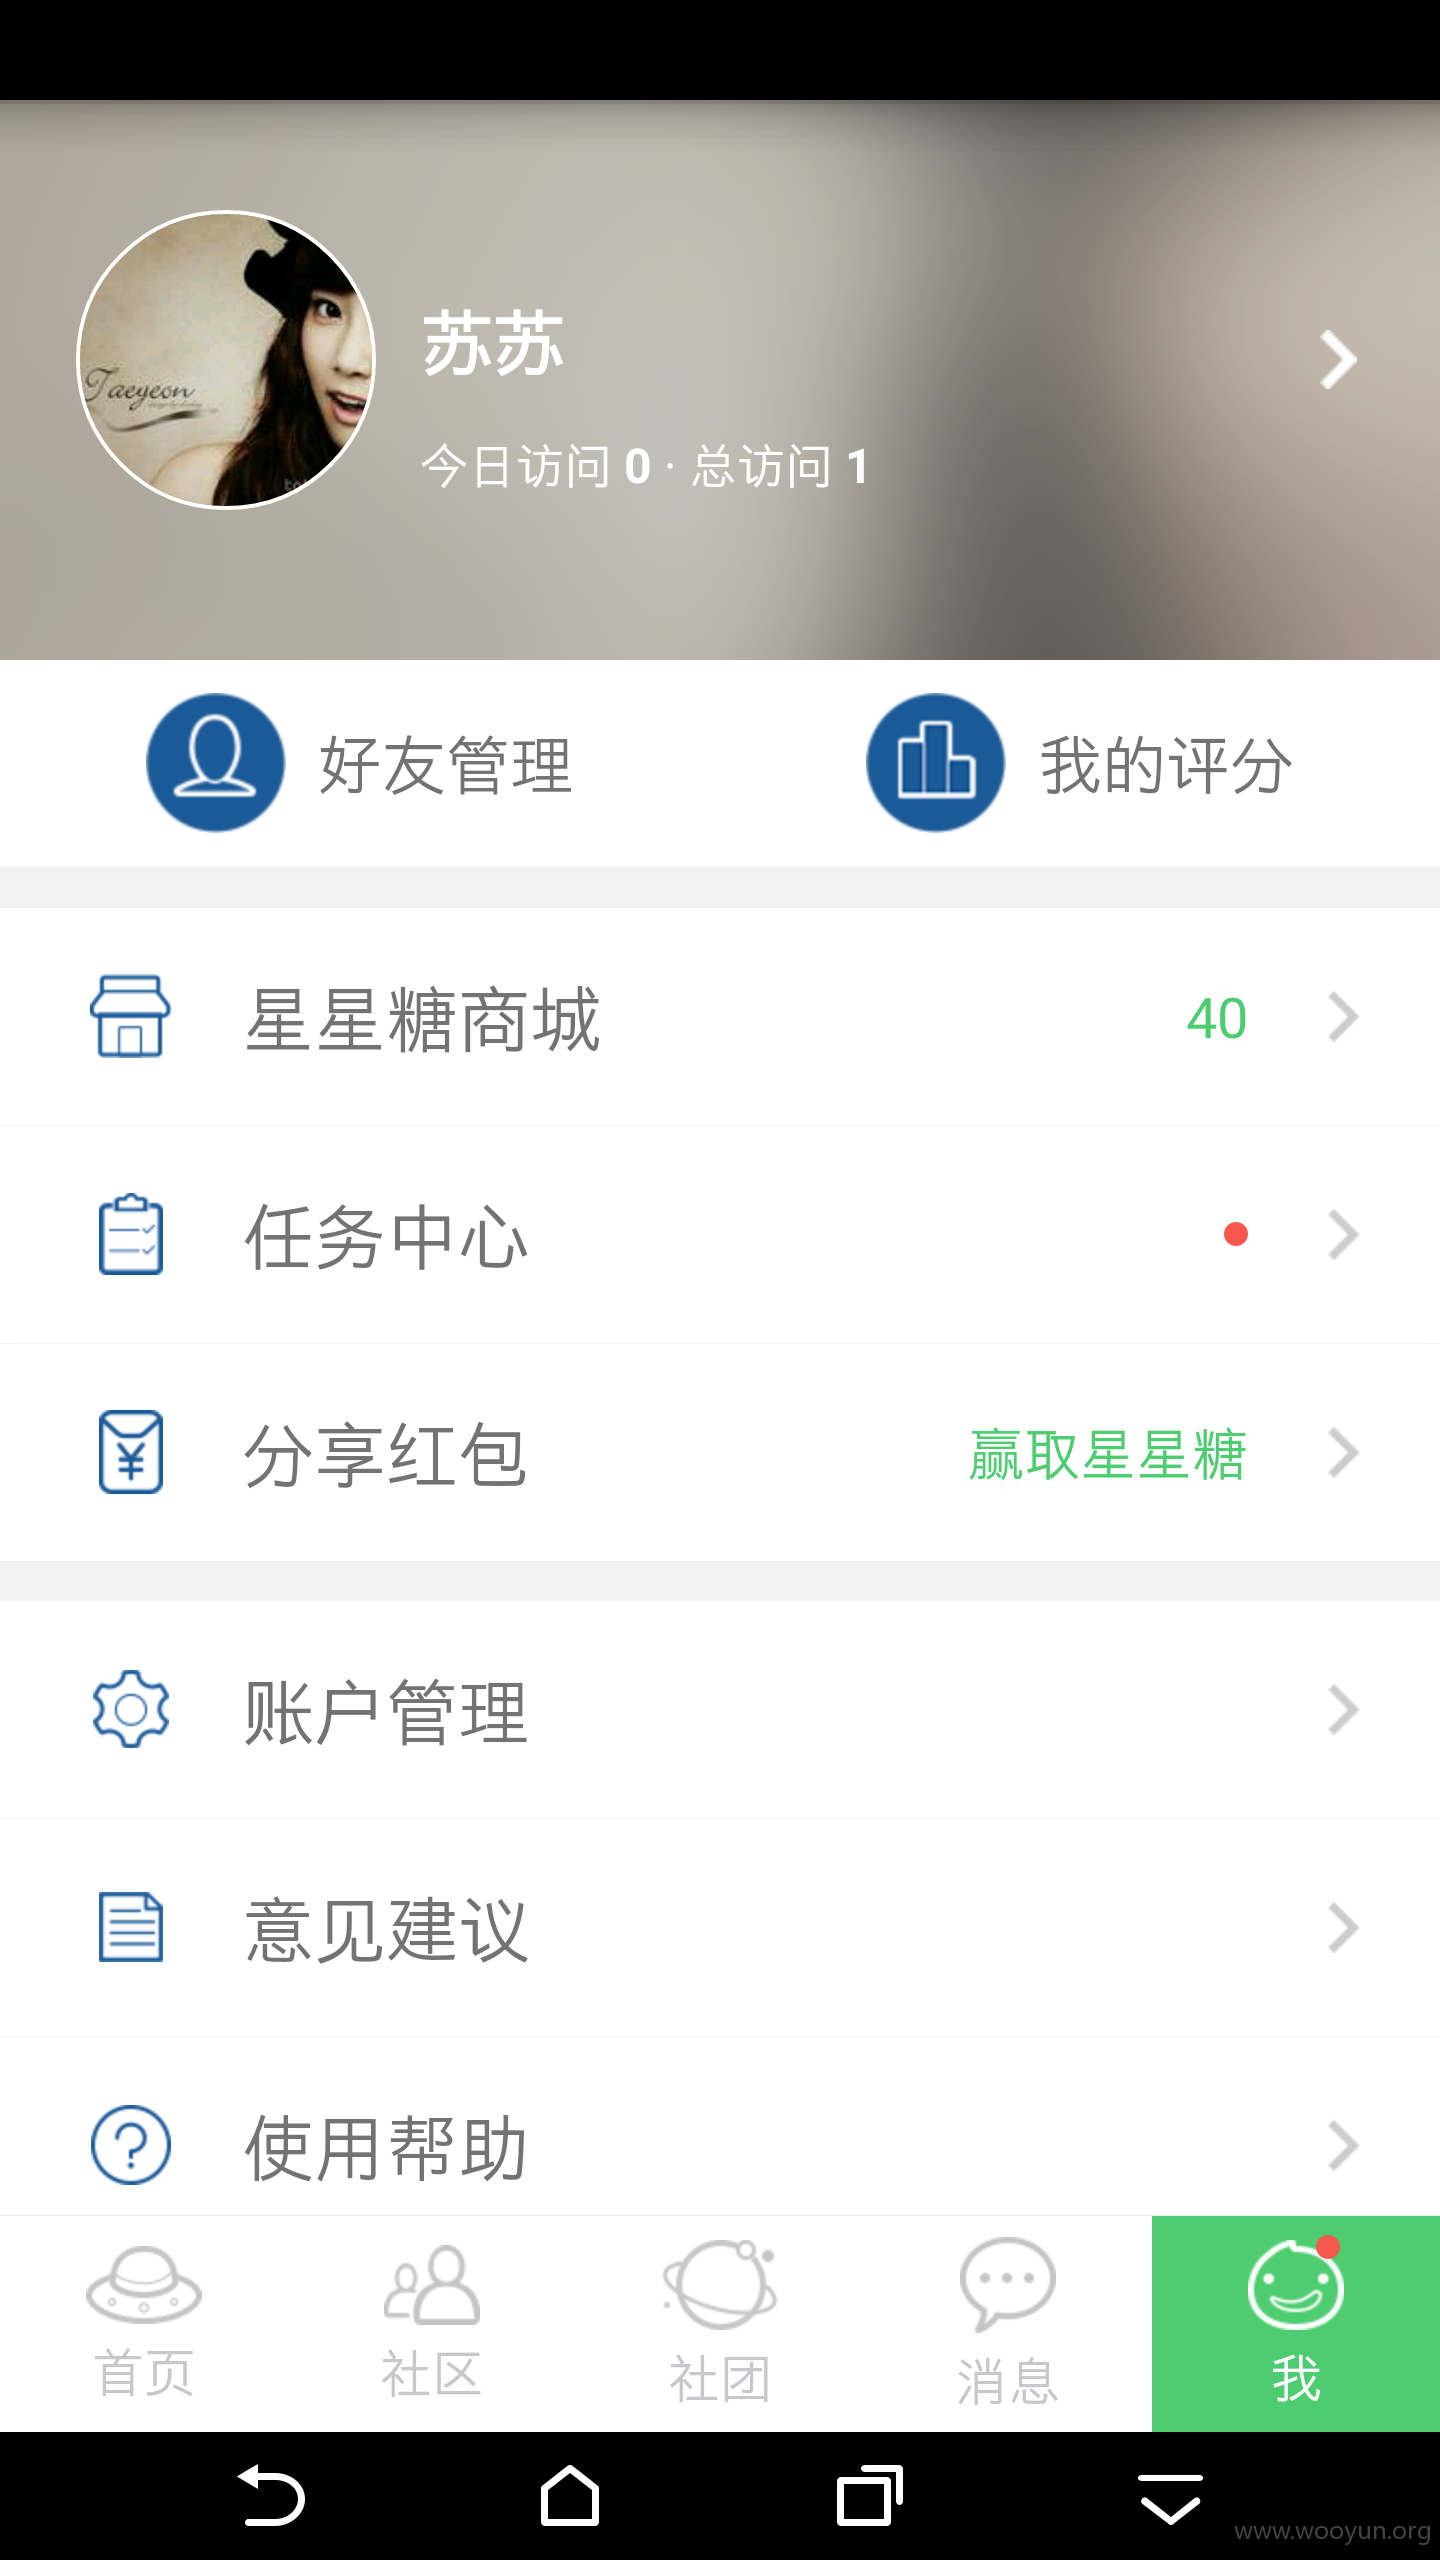 Taeyeon
苏苏
今日访问 0 · 总访问 1
好友管理
我的评分
星星糖商城
40
任务中心
分享红包
赢取星星糖
账户管理
意见建议
使用帮助
首页
社区
社团
消息
我
www.wooyun.org